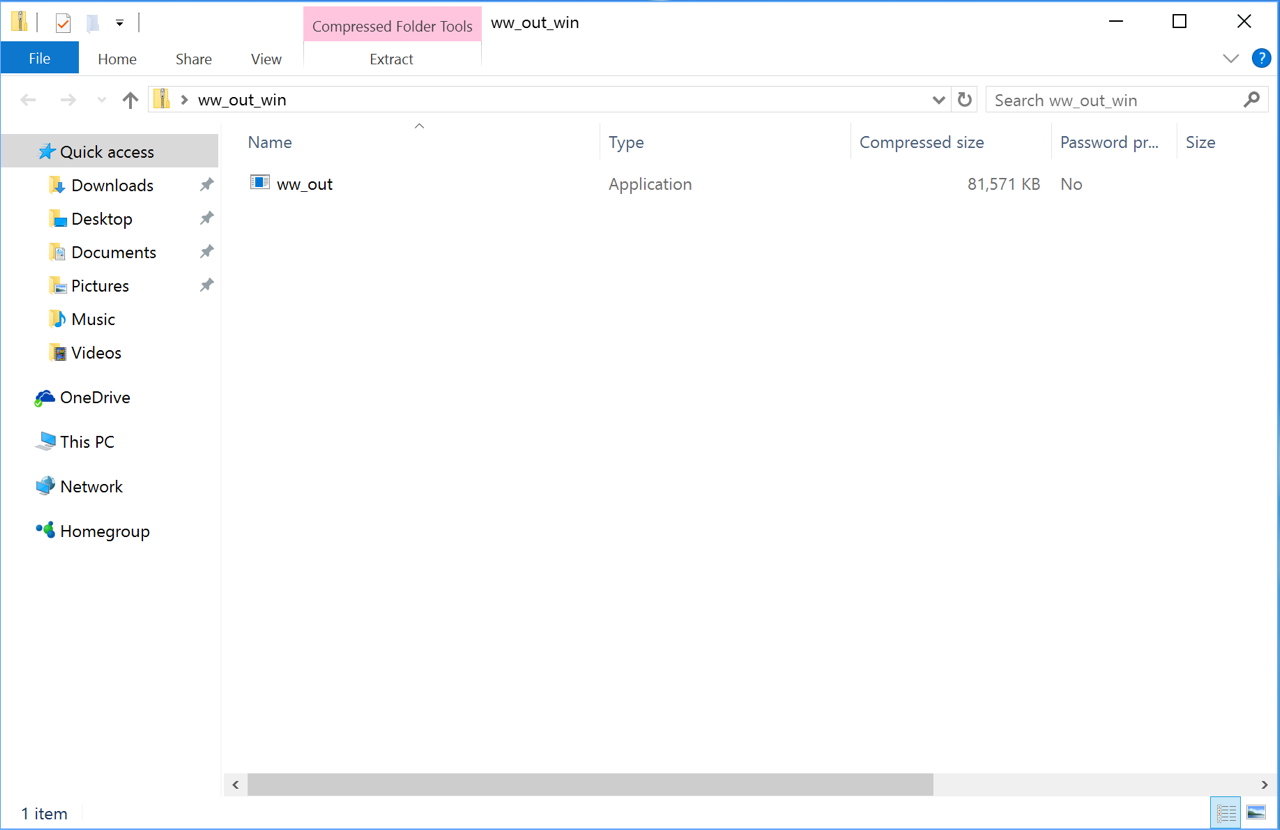 Compressed Folder Tools
ww_out_win
File
Home
Share
View
Extract
?
ww_out_win
Search ww_out_win
Name
Type
Compressed size
Password pr...
Size
ww_out
Application
81,571 KB
No
Quick access
Downloads
Desktop
Documents
Pictures
Music
Videos
OneDrive
This PC
Network
Homegroup
1 item